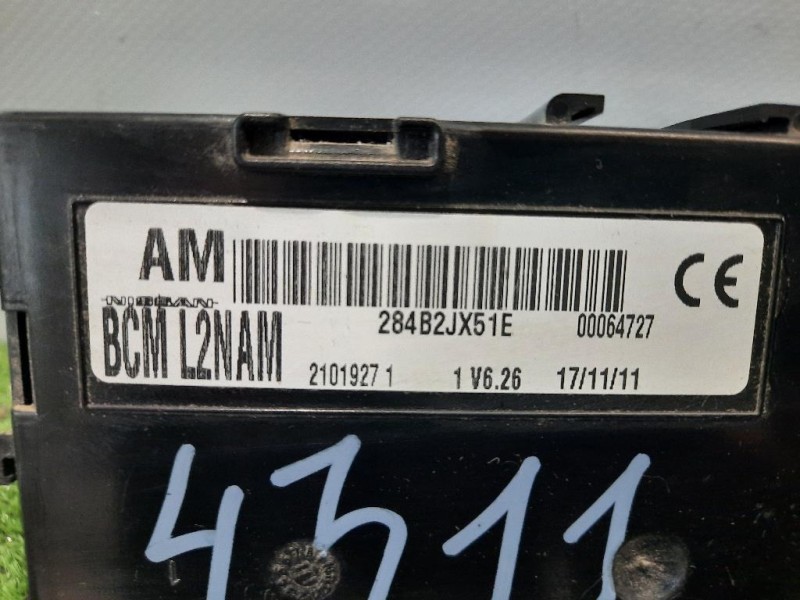 AM
NISSAN
284B2JX51E 00064727
BCM L2NAM
2101927 1 1 V6.26 17/11/11
4311